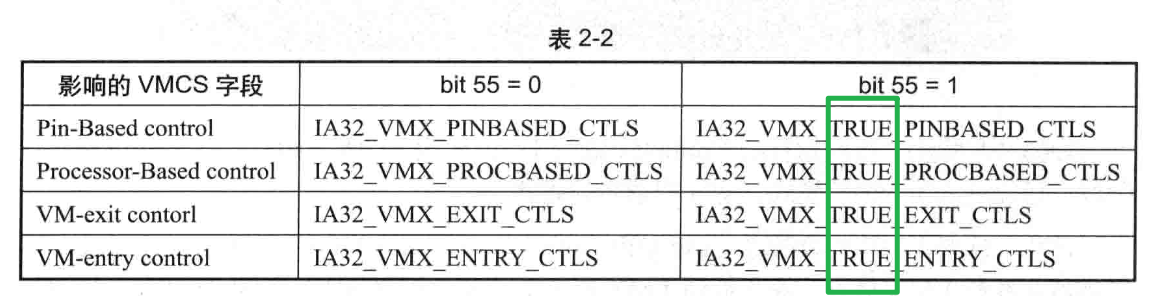 表 2-2
影响的 VMCS 字段 bit 55 = 0 bit 55 = 1
Pin-Based control IA32_VMX_PINBASED_CTLS IA32_VMX_TRUE_PINBASED_CTLS
Processor-Based control IA32_VMX_PROCBASED_CTLS IA32_VMX_TRUE_PROCBASED_CTLS
VM-exit contorl IA32_VMX_EXIT_CTLS IA32_VMX_TRUE_EXIT_CTLS
VM-entry control IA32_VMX_ENTRY_CTLS IA32_VMX_TRUE_ENTRY_CTLS